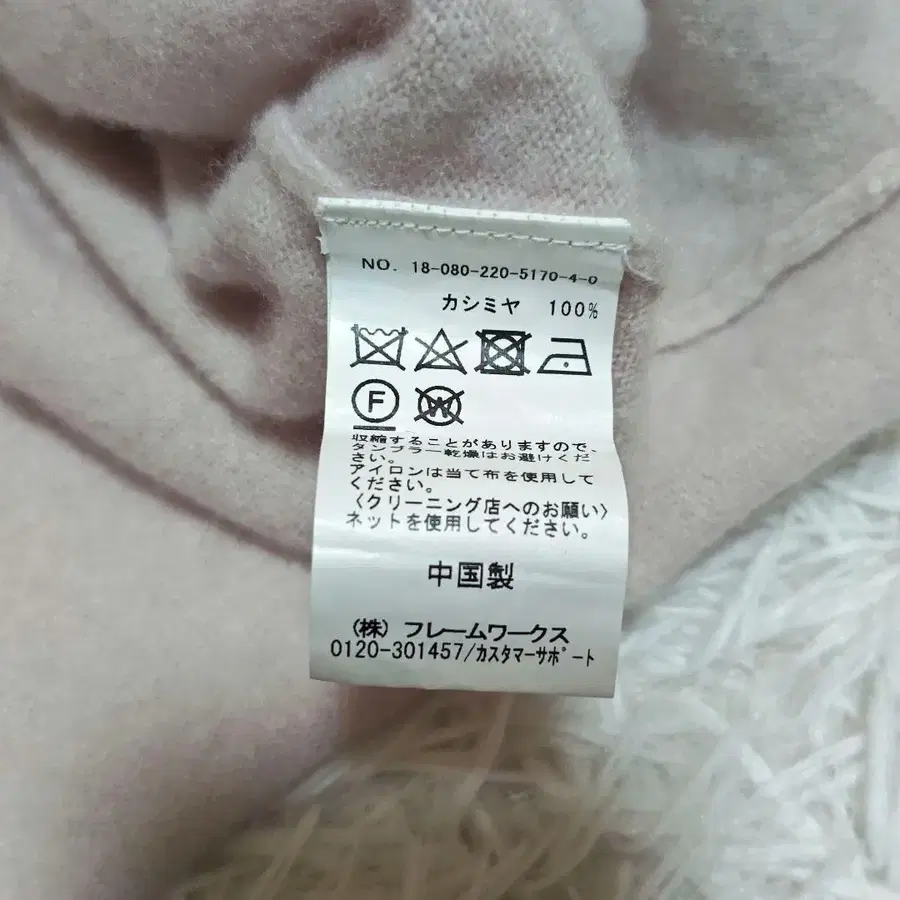 NO. 18-080-220-5170-4-0
カシミヤ 100%
F W
収縮することがありますので、
タンブラー乾燥はお避けくだ
さい。
アイロンは当て布を使用して
ください。
〈クリーニング店へのお願い〉
ネットを使用してください。
中国製
(株) フレームワークス
0120-301457/カスタマーサポート